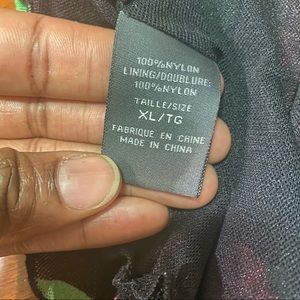 100%NYLON
LINING/DOUBLURE:
100%NYLON
TAILLE/SIZE
XL/TG
FABRIQUE EN CHINE
MADE IN CHINA